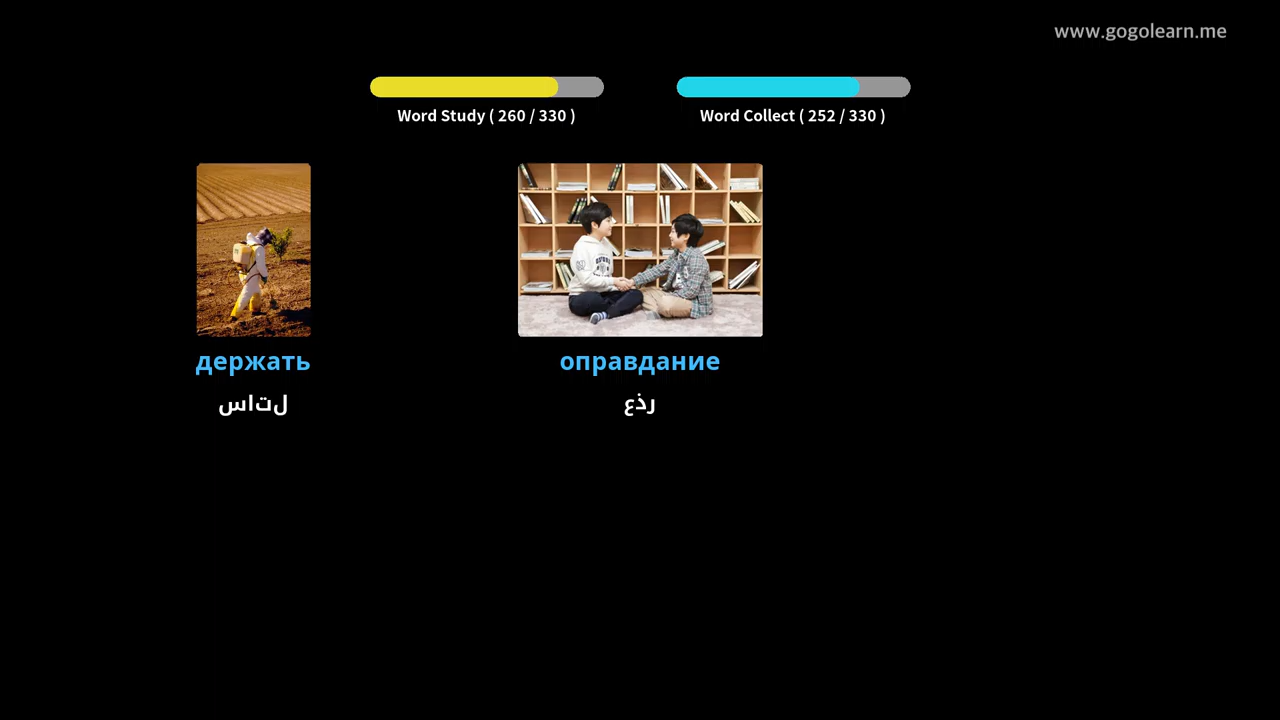 www.gogolearn.me
Word Study ( 260 / 330 )
Word Collect ( 252 / 330 )
держать
لتاس
оправдание
رذع